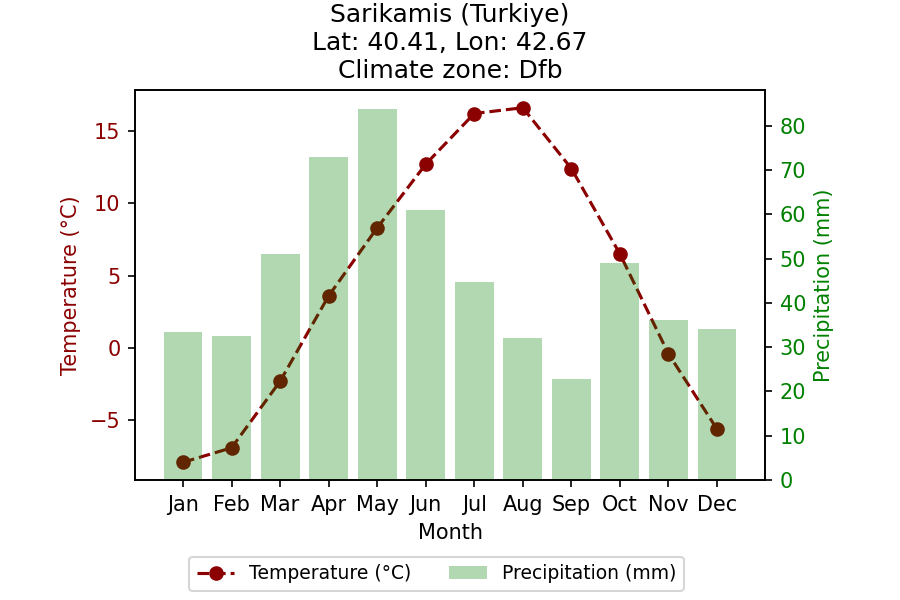 Sarikamis (Turkiye)
Lat: 40.41, Lon: 42.67
Climate zone: Dfb
15
10
5
0
−5
Temperature (°C)
80
70
60
50
40
30
20
10
0
Precipitation (mm)
Jan Feb Mar Apr May Jun Jul Aug Sep Oct Nov Dec
Month
Temperature (°C) Precipitation (mm)